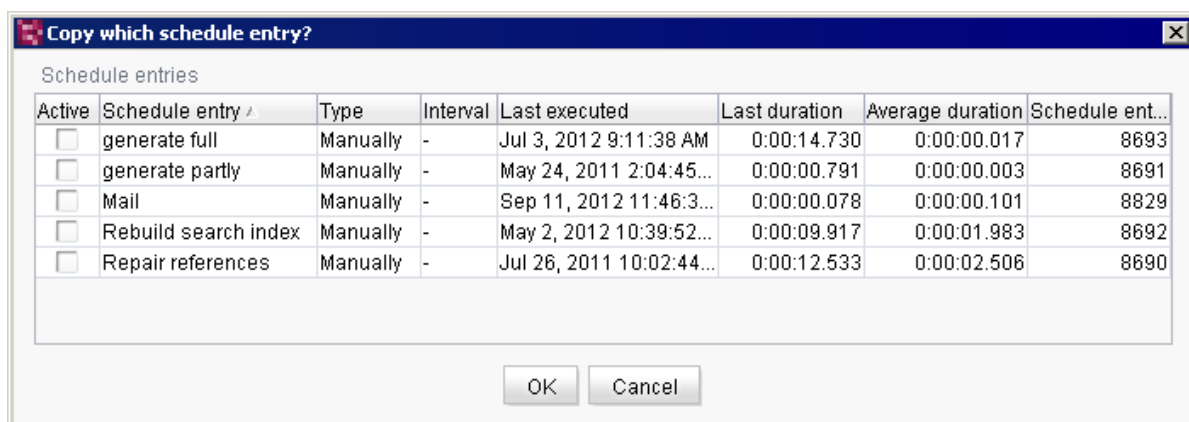 Copy which schedule entry?
Schedule entries
Active Schedule entry Type Interval Last executed Last duration Average duration Schedule ent...
generate full Manually - Jul 3, 2012 9:11:38 AM 0:00:14.730 0:00:00.017 8693
generate partly Manually - May 24, 2011 2:04:45... 0:00:00.791 0:00:00.003 8691
Mail Manually - Sep 11, 2012 11:46:3... 0:00:00.078 0:00:00.101 8829
Rebuild search index Manually - May 2, 2012 10:39:52... 0:00:09.917 0:00:01.983 8692
Repair references Manually - Jul 26, 2011 10:02:44... 0:00:12.533 0:00:02.506 8690
OK Cancel